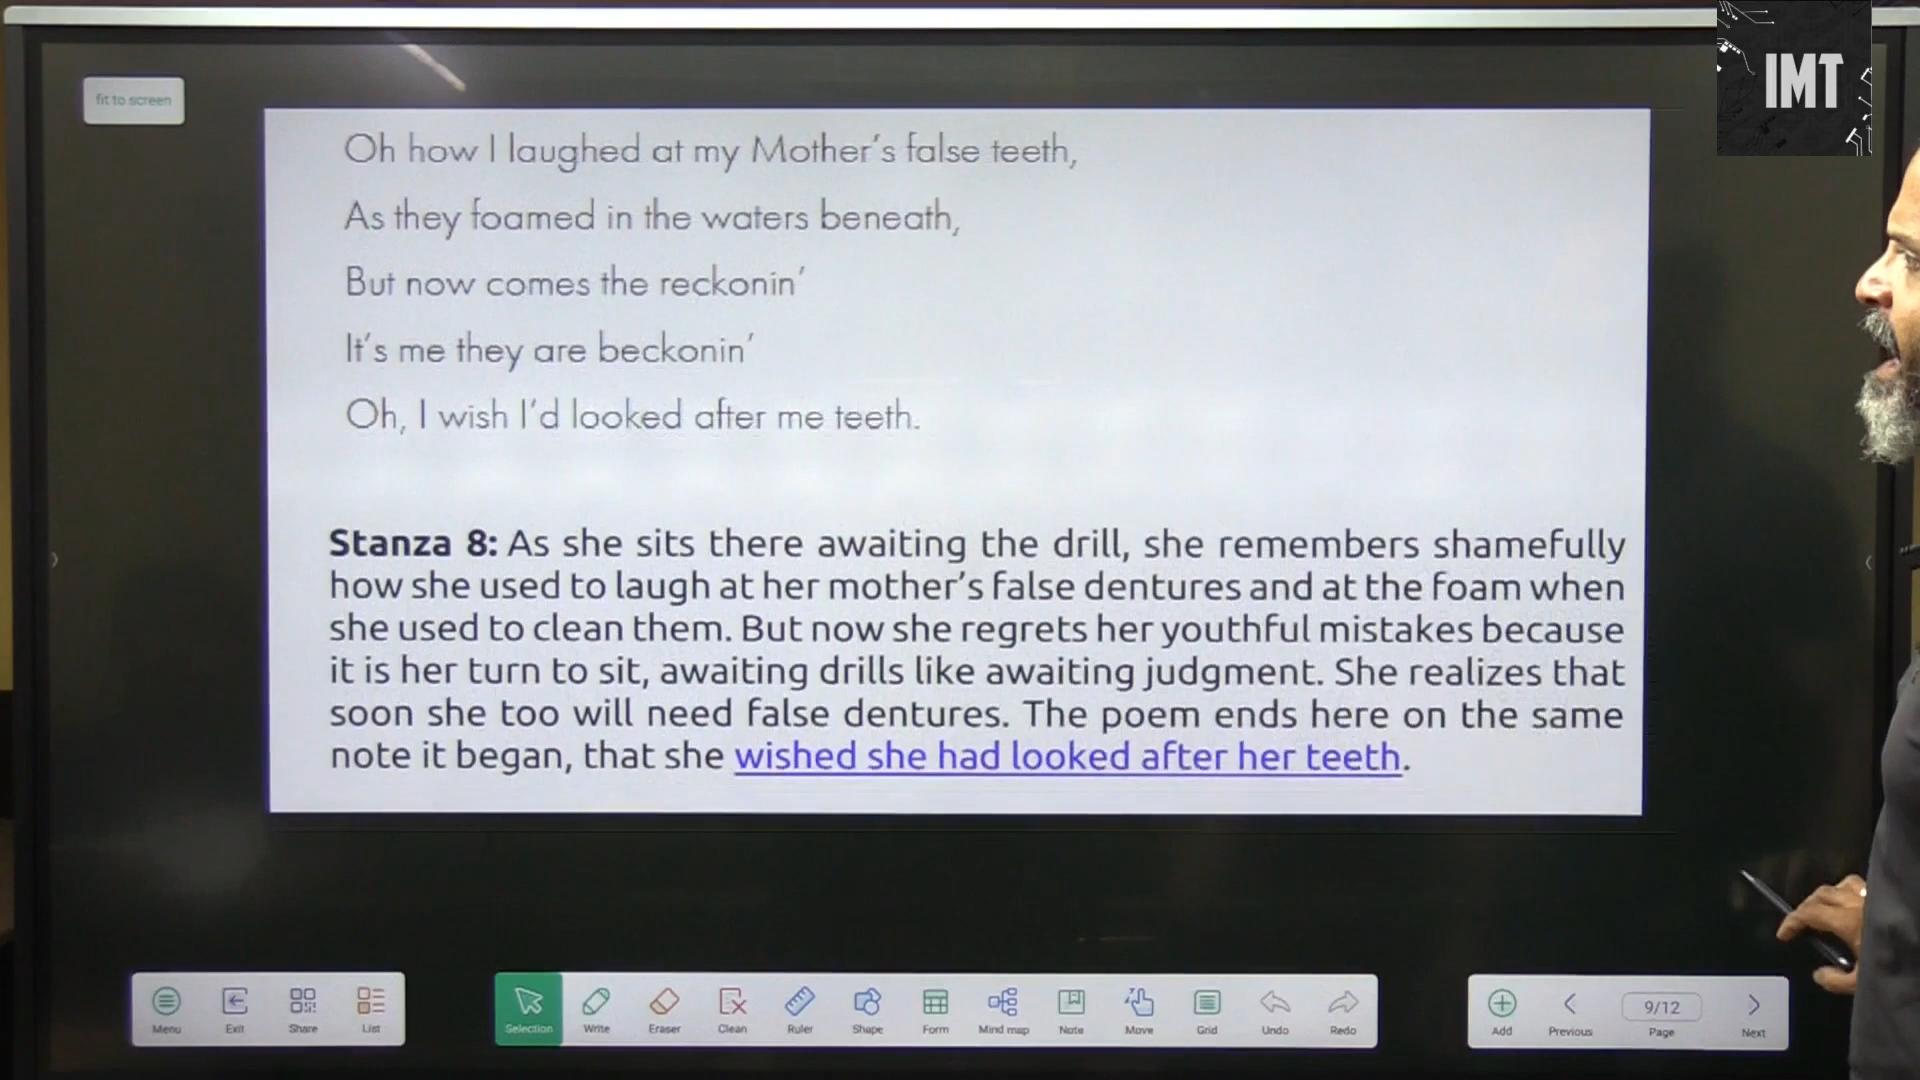 IMT
fit to screen
Oh how I laughed at my Mother's false teeth,
As they foamed in the waters beneath,
But now comes the reckonin'
It's me they are beckonin'
Oh, I wish I'd looked after me teeth.
Stanza 8: As she sits there awaiting the drill, she remembers shamefully
how she used to laugh at her mother's false dentures and at the foam when
she used to clean them. But now she regrets her youthful mistakes because
it is her turn to sit, awaiting drills like awaiting judgment. She realizes that
soon she too will need false dentures. The poem ends here on the same
note it began, that she wished she had looked after her teeth.
Menu Exit Share List
Selection Write Eraser Clean Ruler Shape Form Mind map Note Move Grid Undo Redo
9/12
Add Previous Page Next